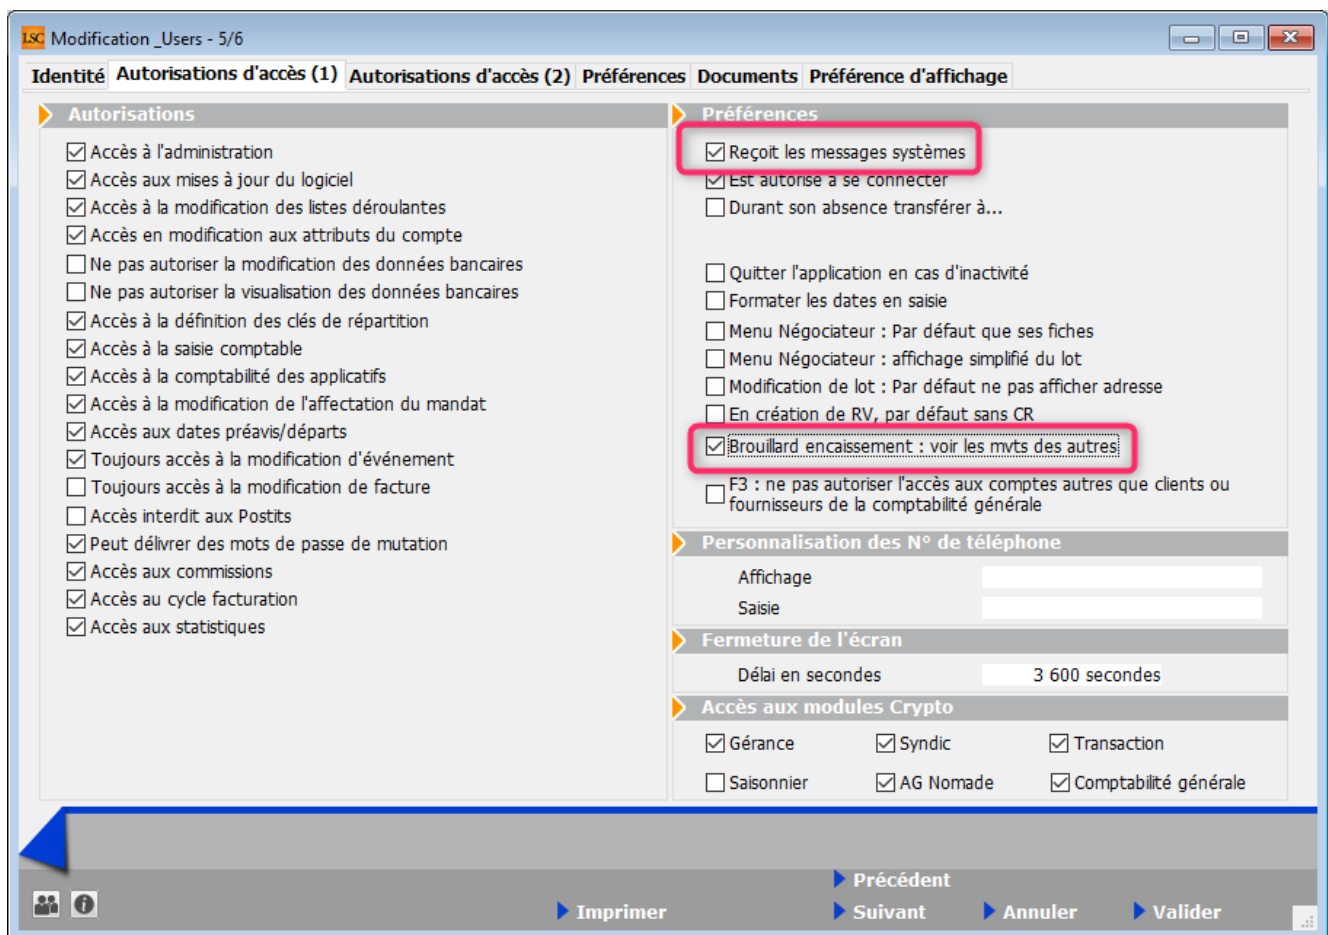 LSC Modification _Users - 5/6
Identité Autorisations d'accès (1) Autorisations d'accès (2) Préférences Documents Préférence d'affichage
Autorisations
Accès à l'administration
Accès aux mises à jour du logiciel
Accès à la modification des listes déroulantes
Accès en modification aux attributs du compte
Ne pas autoriser la modification des données bancaires
Ne pas autoriser la visualisation des données bancaires
Accès à la définition des clés de répartition
Accès à la saisie comptable
Accès à la comptabilité des applicatifs
Accès à la modification de l'affectation du mandat
Accès aux dates préavis/départs
Toujours accès à la modification d'événement
Toujours accès à la modification de facture
Accès interdit aux Postits
Peut délivrer des mots de passe de mutation
Accès aux commissions
Accès au cycle facturation
Accès aux statistiques
Préférences
Reçoit les messages systèmes
Est autorisé à se connecter
Durant son absence transférer à...
Quitter l'application en cas d'inactivité
Formater les dates en saisie
Menu Négociateur : Par défaut que ses fiches
Menu Négociateur : affichage simplifié du lot
Modification de lot : Par défaut ne pas afficher adresse
En création de RV, par défaut sans CR
Brouillard encaissement : voir les mvts des autres
F3 : ne pas autoriser l'accès aux comptes autres que clients ou
fournisseurs de la comptabilité générale
Personnalisation des N° de téléphone
Affichage
Saisie
Fermeture de l'écran
Délai en secondes 3 600 secondes
Accès aux modules Crypto
Gérance Syndic Transaction
Saisonnier AG Nomade Comptabilité générale
Précédent
Imprimer Suivant Annuler Valider